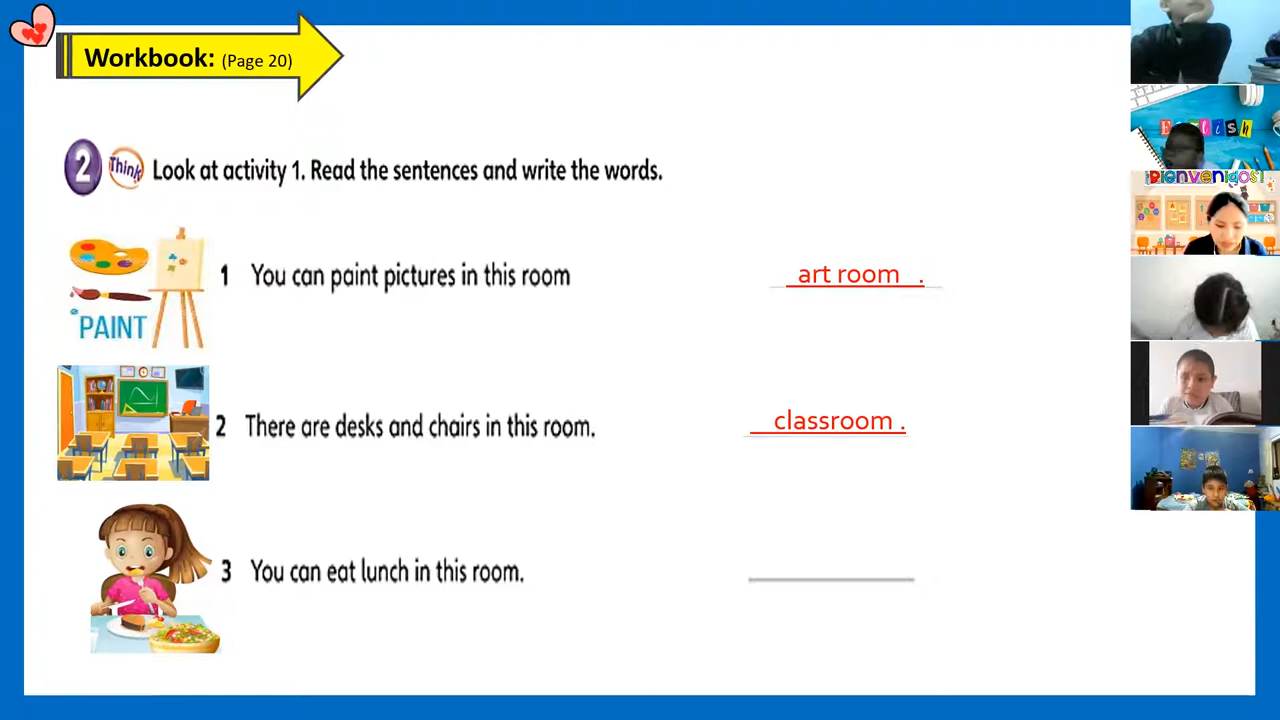 Workbook: (Page 20)
2 Think Look at activity 1. Read the sentences and write the words.
PAINT
1 You can paint pictures in this room
art room .
2 There are desks and chairs in this room.
classroom .
3 You can eat lunch in this room.
ENGLISH
¡Bienvenidos!